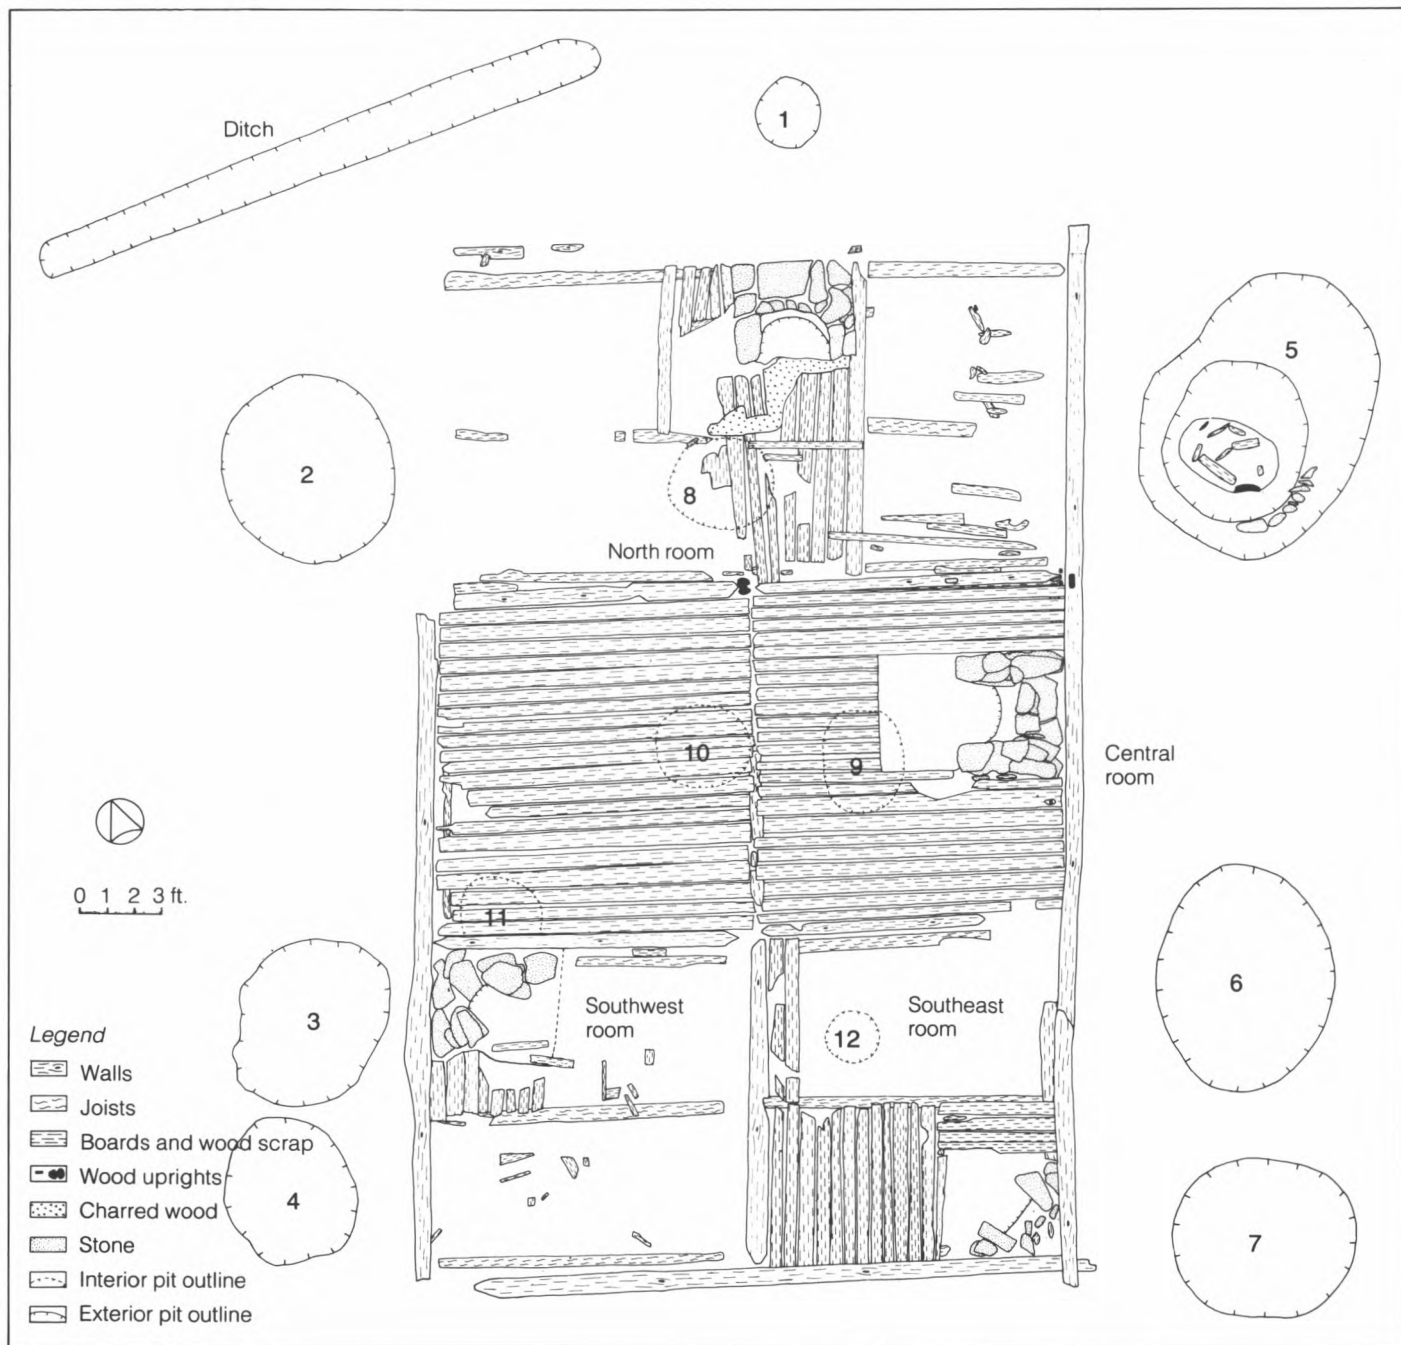 Ditch
1
5
2
8
North room
10
9
Central
room
0 1 2 3 ft.
11
Southwest
room
Southeast
room
12
6
3
4
7
Legend
Walls
Joists
Boards and wood scrap
Wood uprights
Charred wood
Stone
Interior pit outline
Exterior pit outline